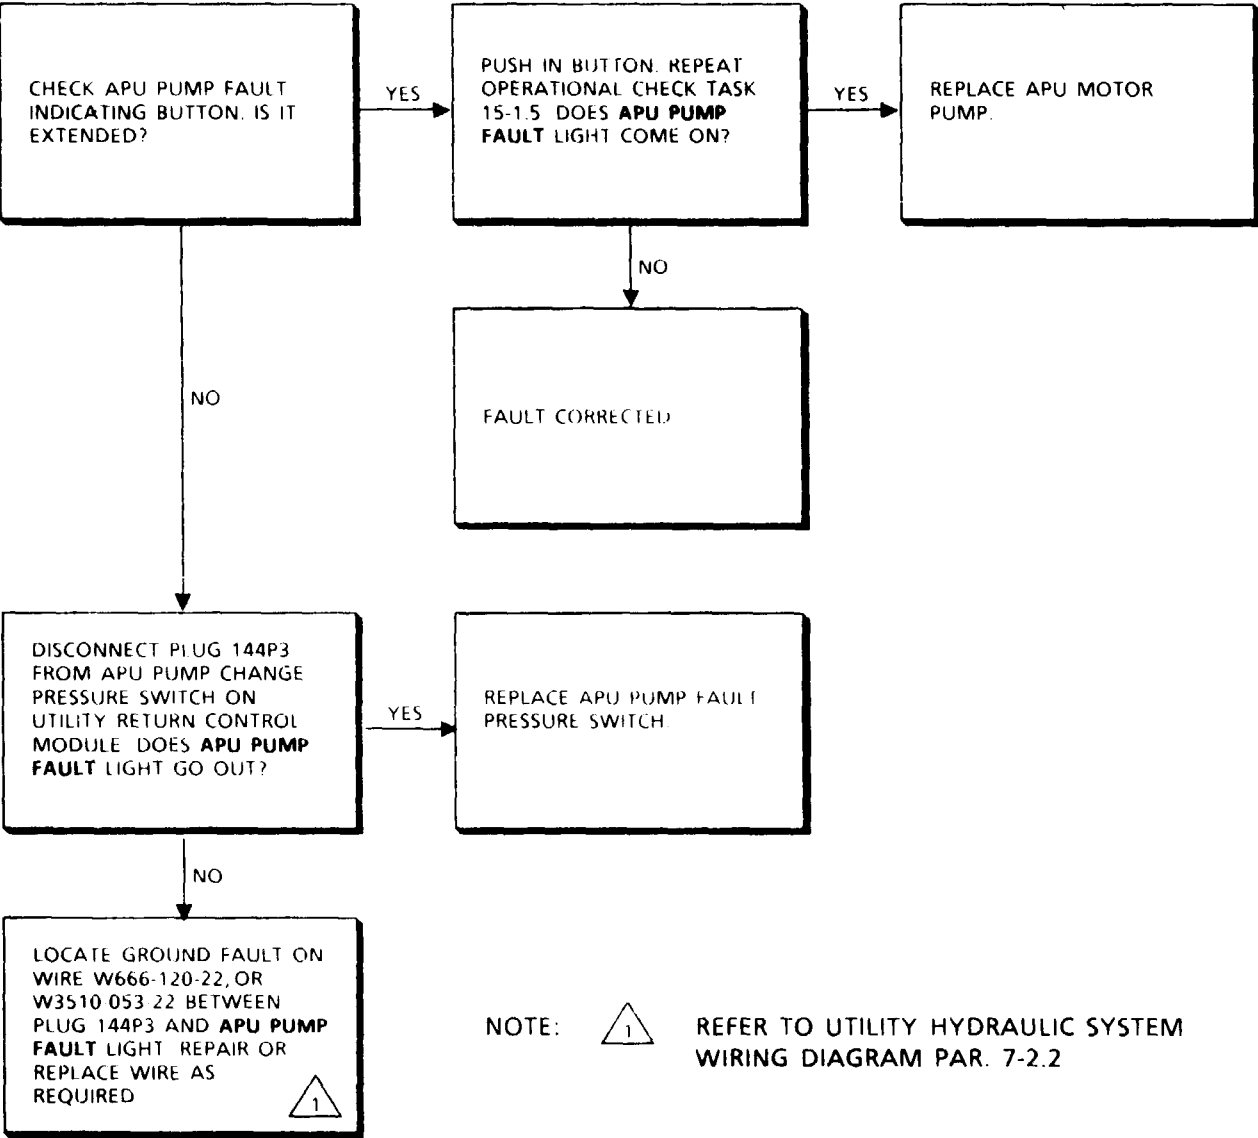 CHECK APU PUMP FAULT
INDICATING BUTTON. IS IT
EXTENDED?
YES
PUSH IN BUTTON. REPEAT
OPERATIONAL CHECK TASK
15-1.5 DOES APU PUMP
FAULT LIGHT COME ON?
YES
REPLACE APU MOTOR
PUMP.
NO
FAULT CORRECTED
NO
DISCONNECT PLUG 144P3
FROM APU PUMP CHANGE
PRESSURE SWITCH ON
UTILITY RETURN CONTROL
MODULE DOES APU PUMP
FAULT LIGHT GO OUT?
YES
REPLACE APU PUMP FAULT
PRESSURE SWITCH.
NO
LOCATE GROUND FAULT ON
WIRE W666-120-22, OR
W3510-053-22 BETWEEN
PLUG 144P3 AND APU PUMP
FAULT LIGHT REPAIR OR
REPLACE WIRE AS
REQUIRED
1
NOTE: 1 REFER TO UTILITY HYDRAULIC SYSTEM
WIRING DIAGRAM PAR. 7-2.2